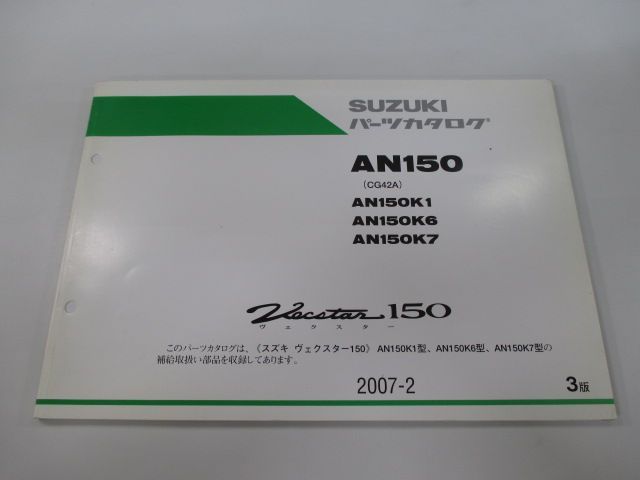 SUZUKI
パーツカタログ
AN150
(CG42A)
AN150K1
AN150K6
AN150K7
Vecstar 150
ヴェクスター
このパーツカタログは、《スズキ ヴェクスター150》 AN150K1型、AN150K6型、AN150K7型の
補給取扱い部品を収録してあります。
2007-2
3版